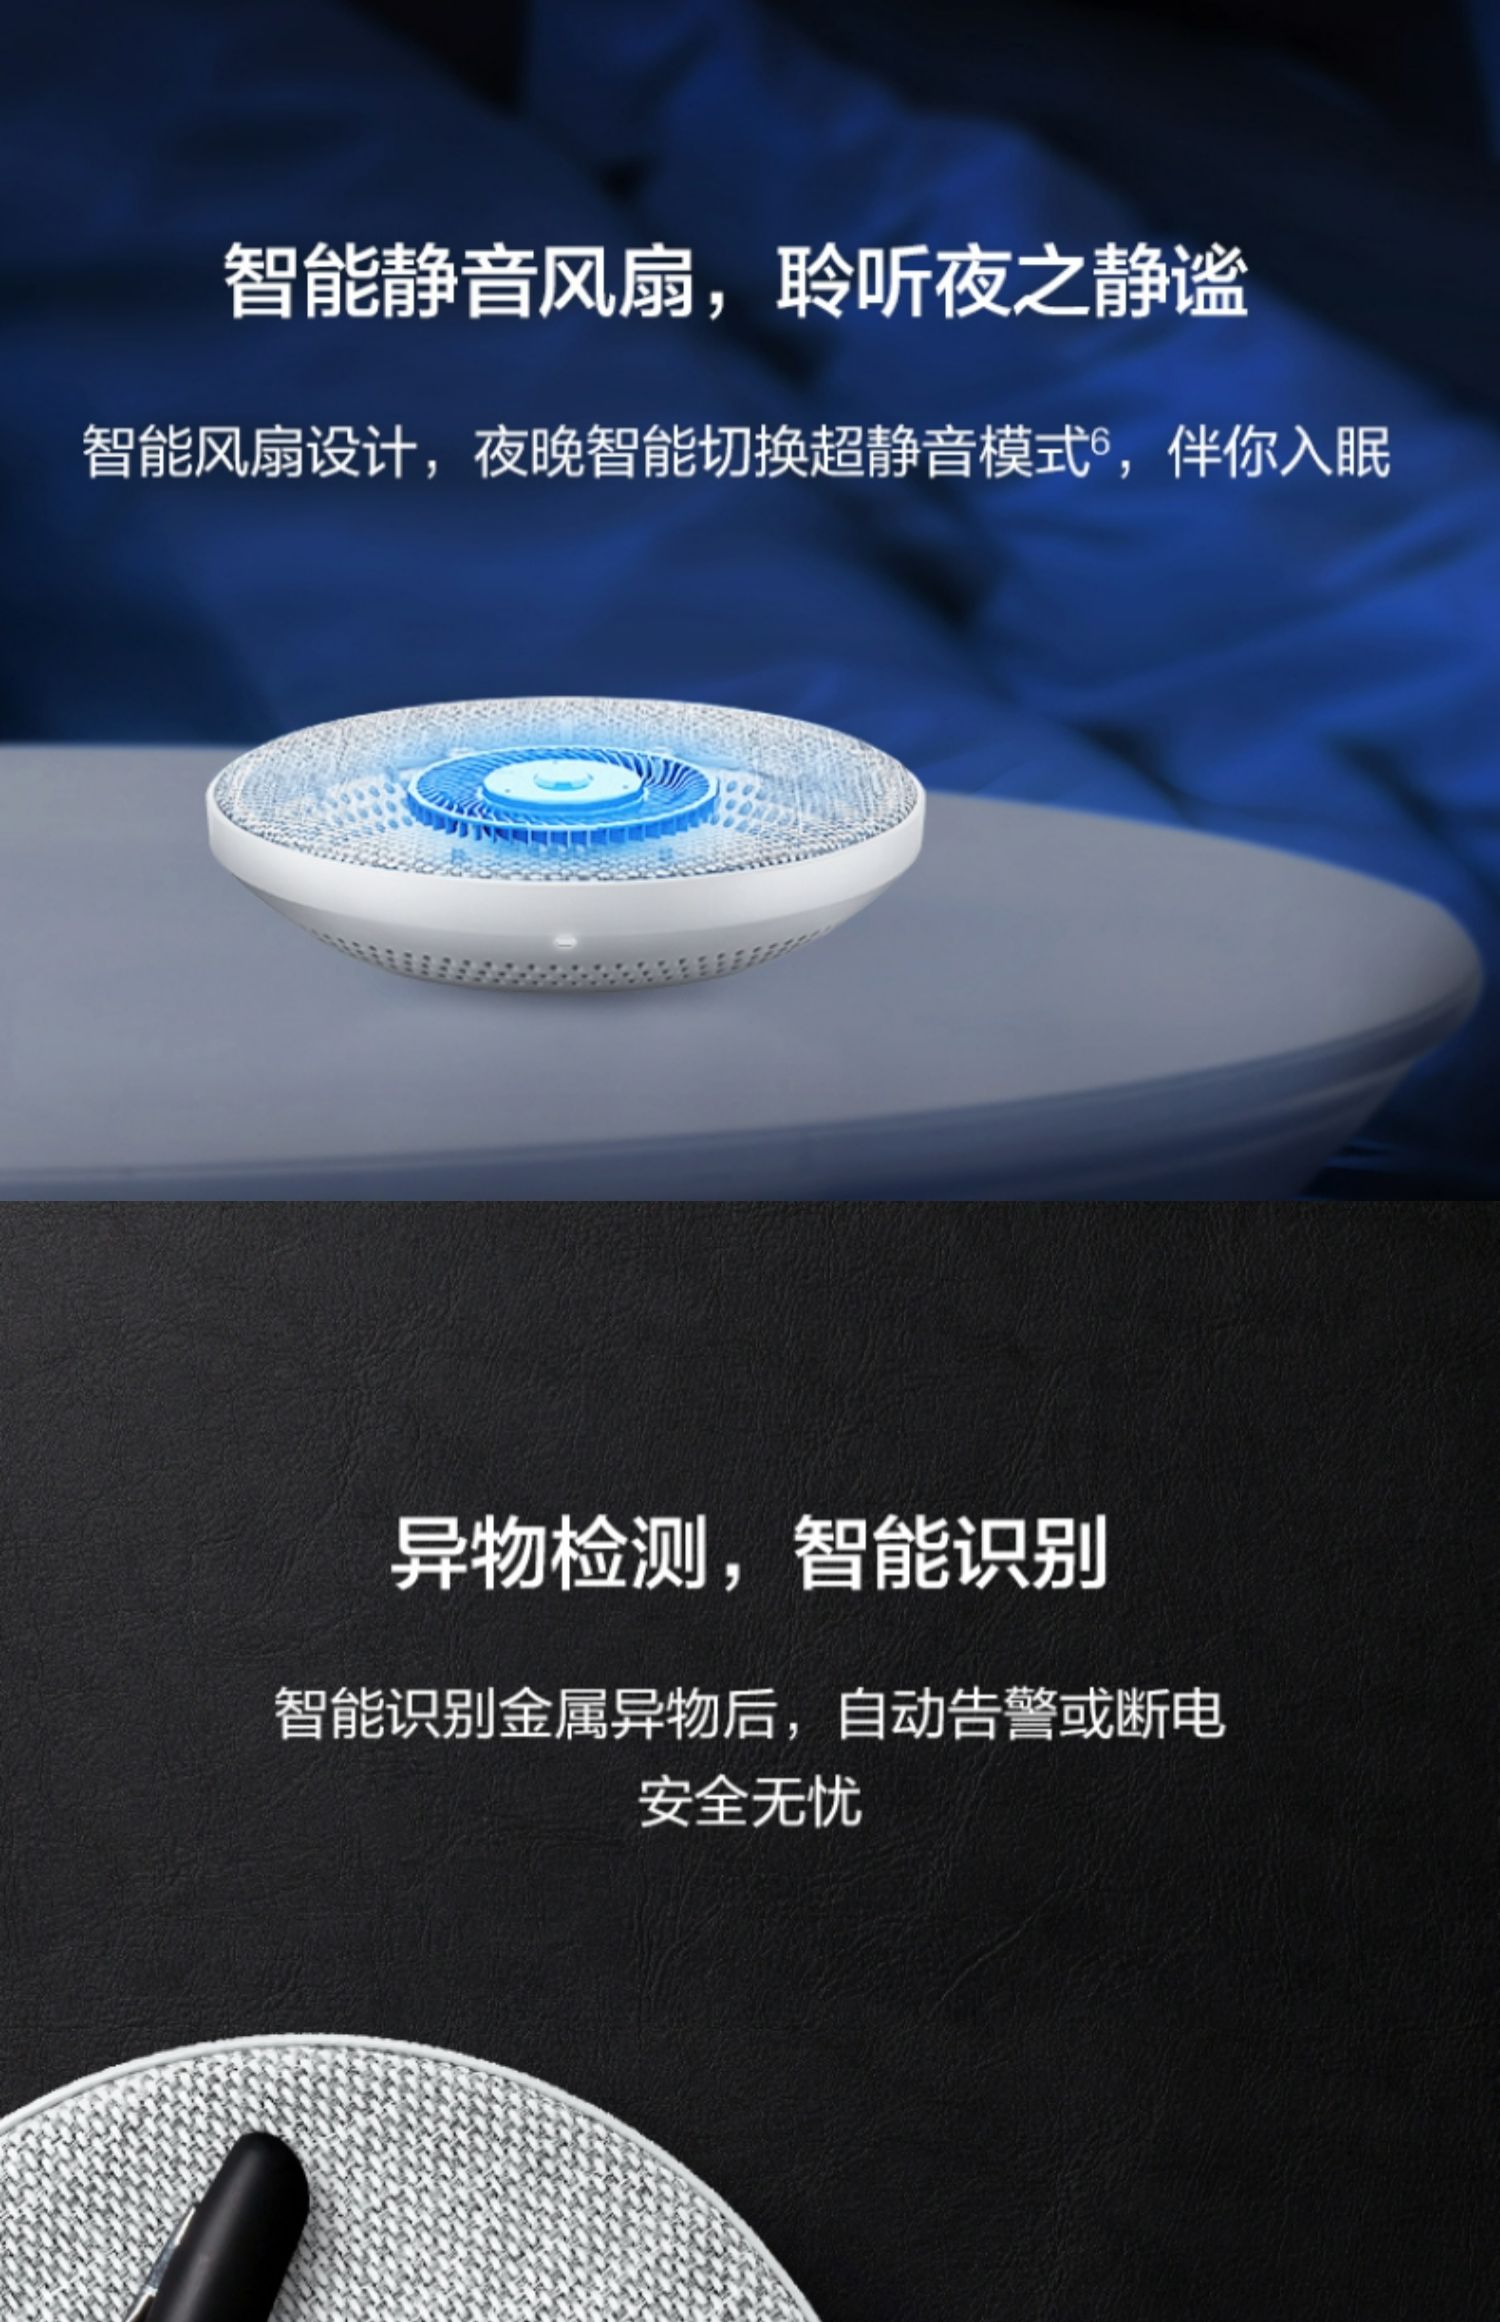 智能静音风扇，聆听夜之静谧
智能风扇设计，夜晚智能切换超静音模式6，伴你入眠
异物检测，智能识别
智能识别金属异物后，自动告警或断电
安全无忧